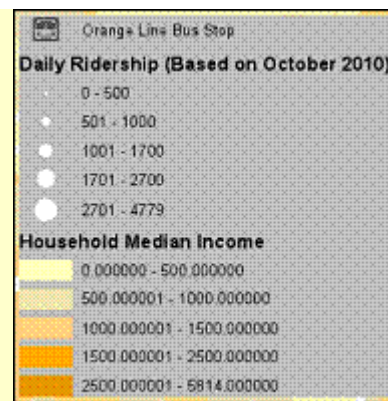 Orange Line Bus Stop
Daily Ridership (Based on October 2010)
0 - 500
501 - 1000
1001 - 1700
1701 - 2700
2701 - 4779
Household Median Income
0.000000 - 500.000000
500.000001 - 1000.000000
1000.000001 - 1500.000000
1500.000001 - 2500.000000
2500.000001 - 5814.000000